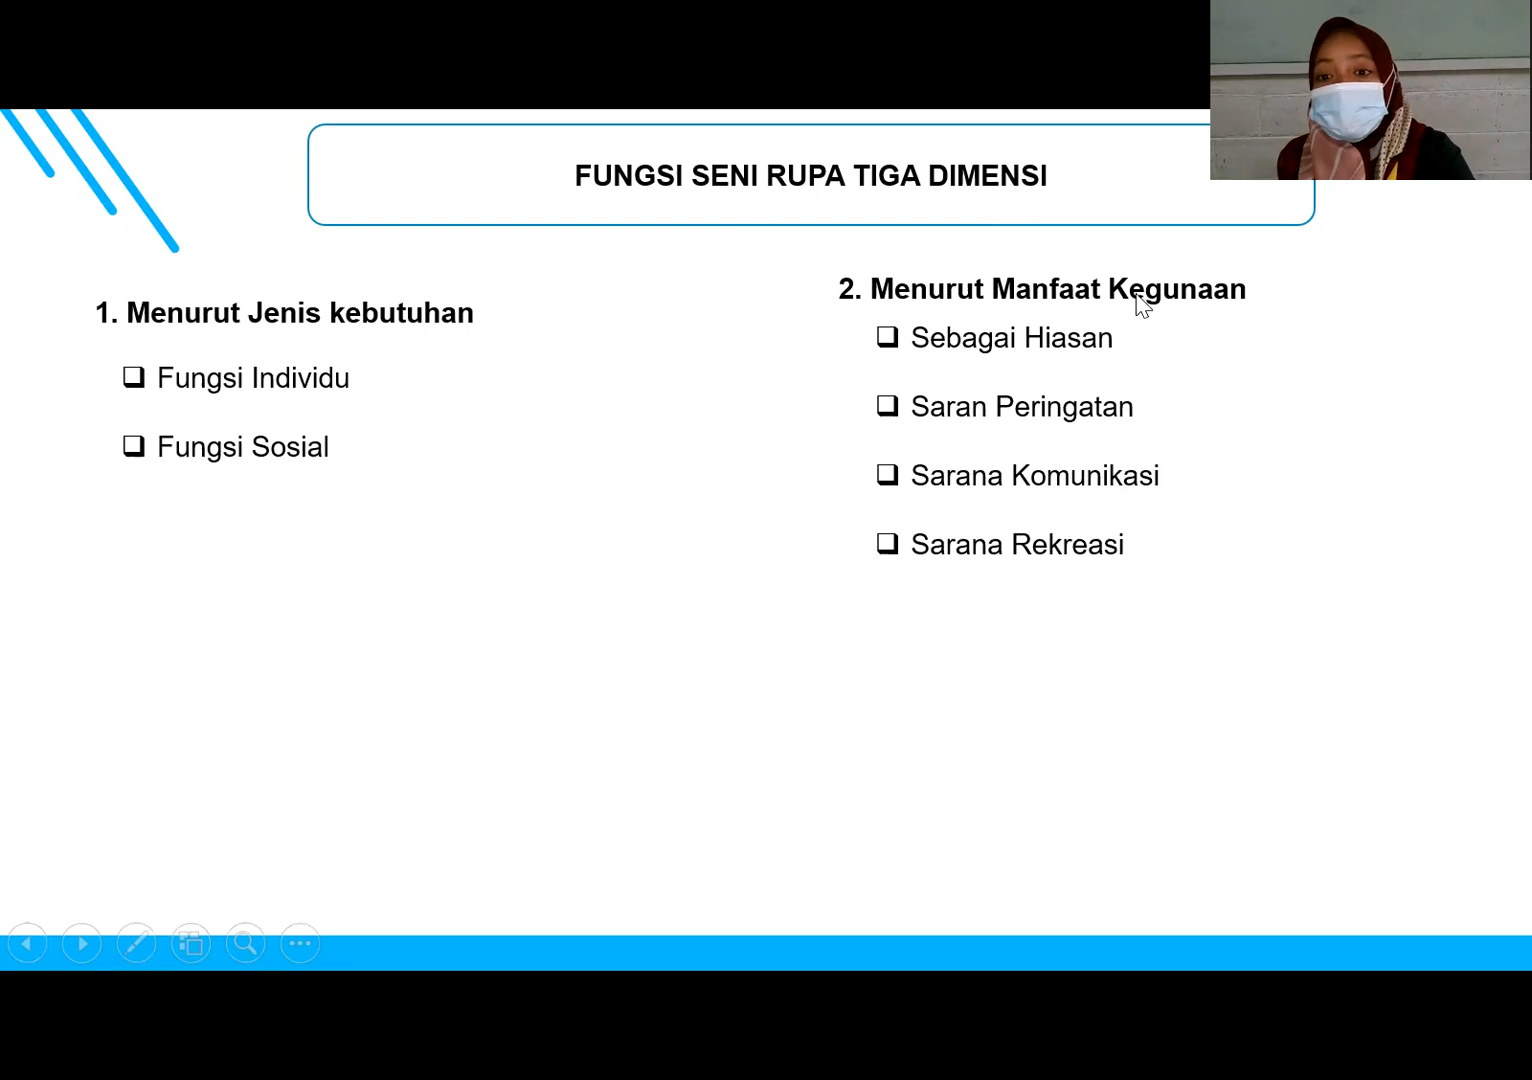 FUNGSI SENI RUPA TIGA DIMENSI
1. Menurut Jenis kebutuhan
Fungsi Individu
Fungsi Sosial
2. Menurut Manfaat Kegunaan
Sebagai Hiasan
Saran Peringatan
Sarana Komunikasi
Sarana Rekreasi